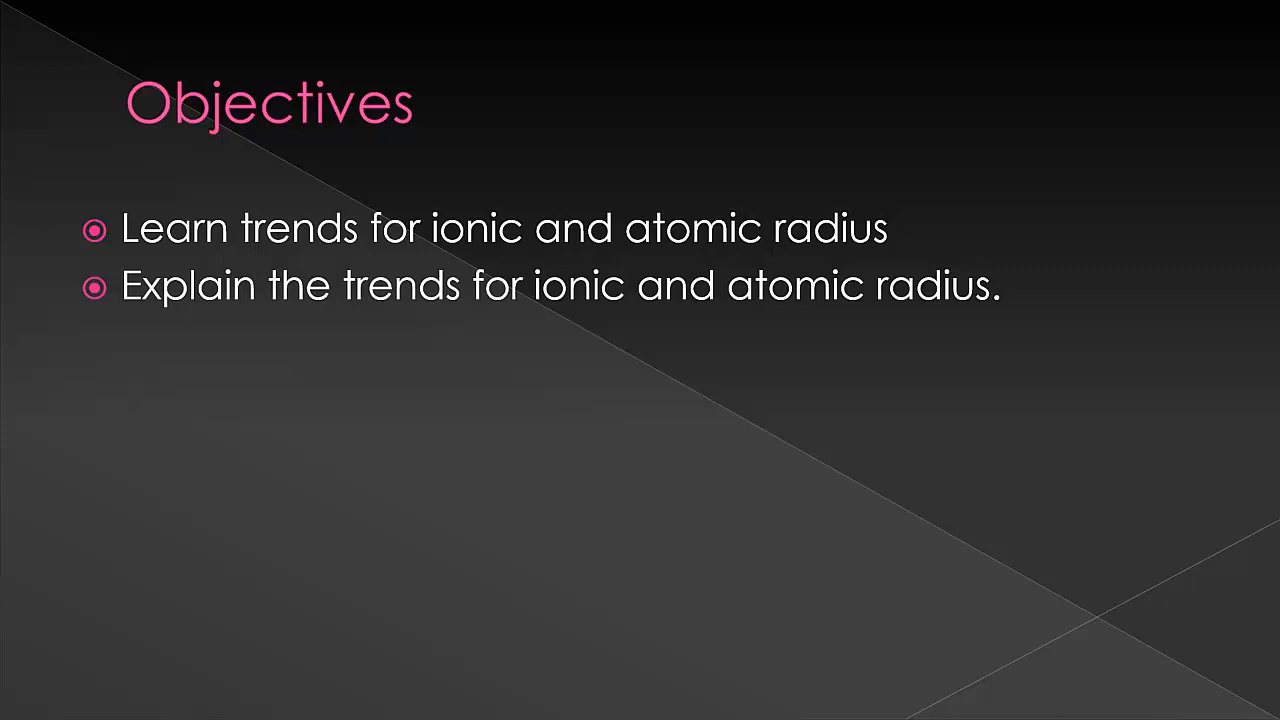 Objectives
Learn trends for ionic and atomic radius
Explain the trends for ionic and atomic radius.